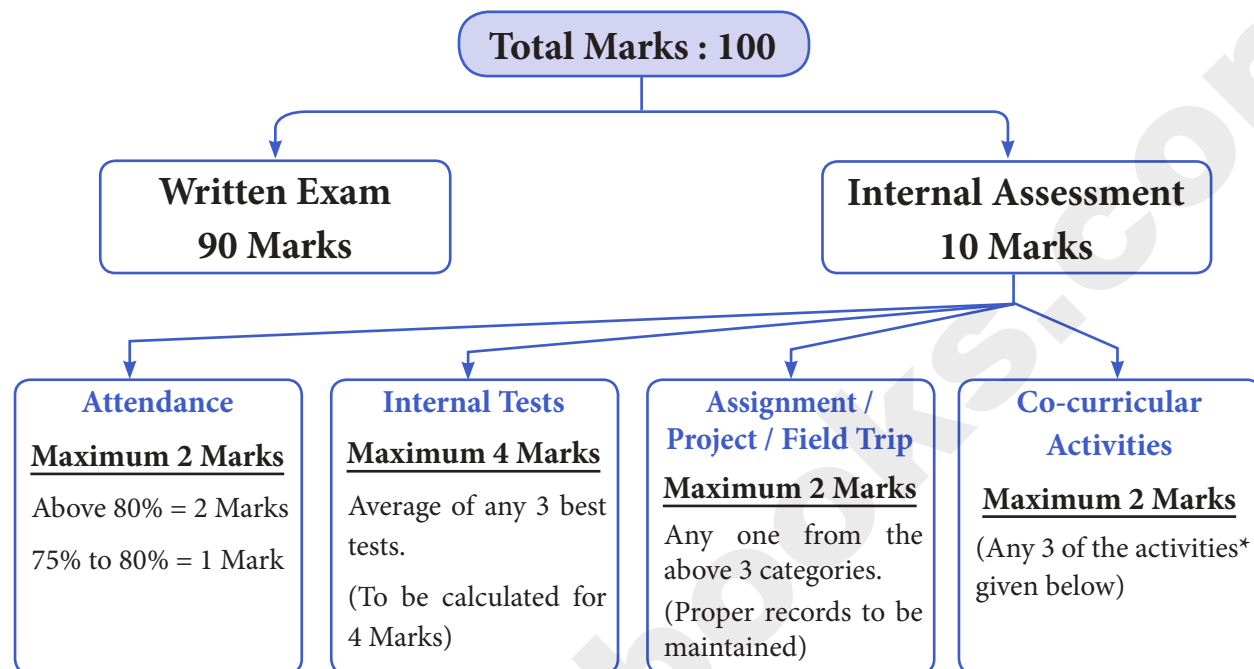 Total Marks : 100
Written Exam
90 Marks
Internal Assessment
10 Marks
Attendance
Maximum 2 Marks
Above 80% = 2 Marks
75% to 80% = 1 Mark
Internal Tests
Maximum 4 Marks
Average of any 3 best
tests.
(To be calculated for
4 Marks)
Assignment /
Project / Field Trip
Maximum 2 Marks
Any one from the
above 3 categories.
(Proper records to be
maintained)
Co-curricular
Activities
Maximum 2 Marks
(Any 3 of the activities*
given below)
books.com